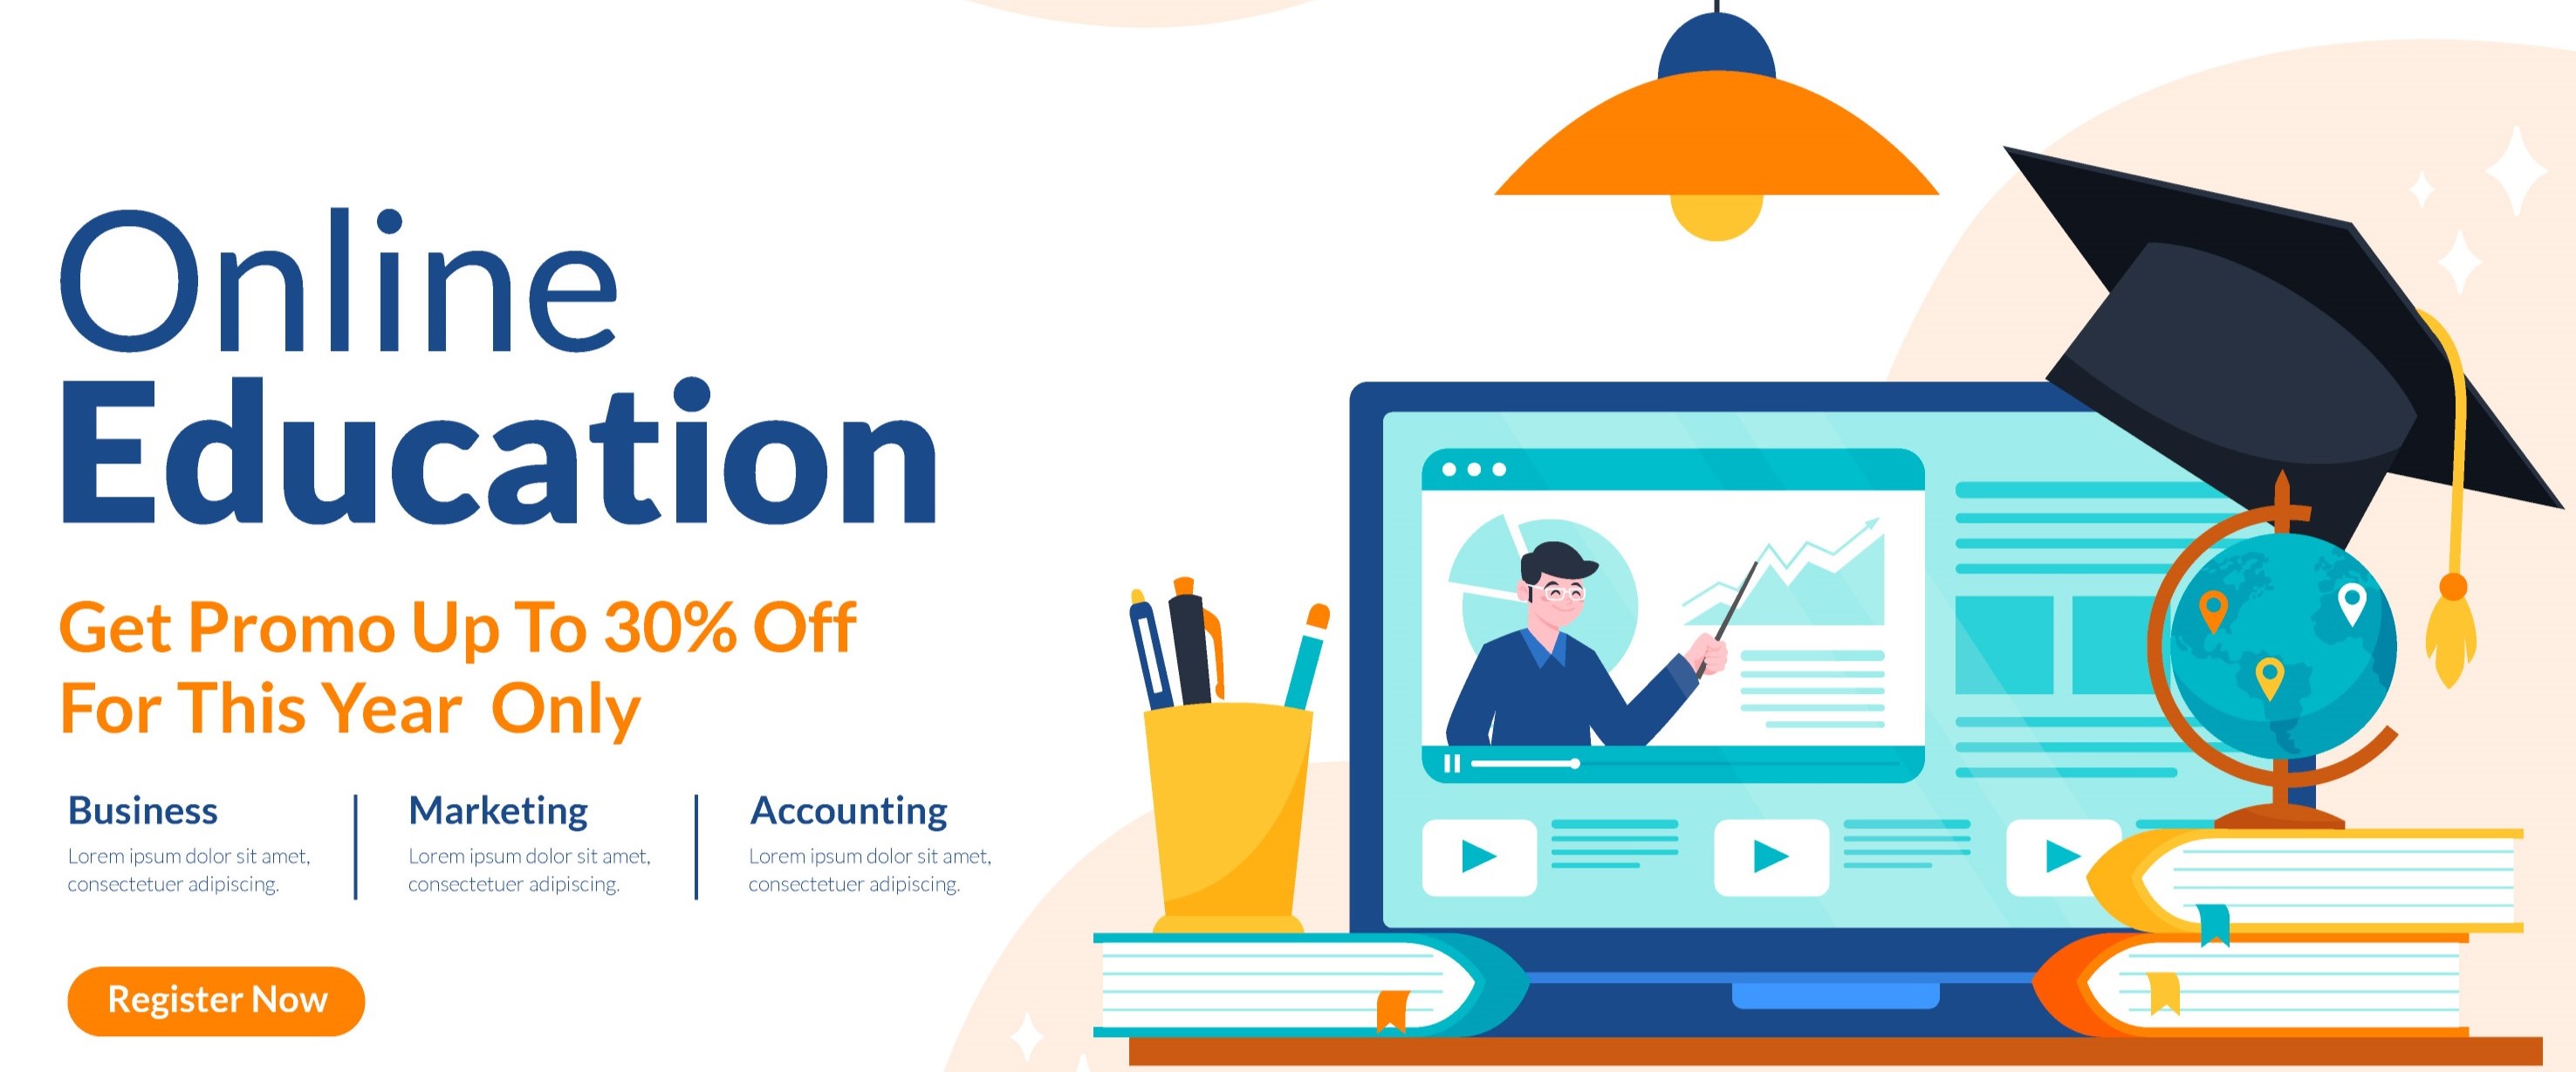 Online
Education
Get Promo Up To 30% Off
For This Year Only
Business
Lorem ipsum dolor sit amet,
consectetuer adipiscing.
Marketing
Lorem ipsum dolor sit amet,
consectetuer adipiscing.
Accounting
Lorem ipsum dolor sit amet,
consectetuer adipiscing.
Register Now